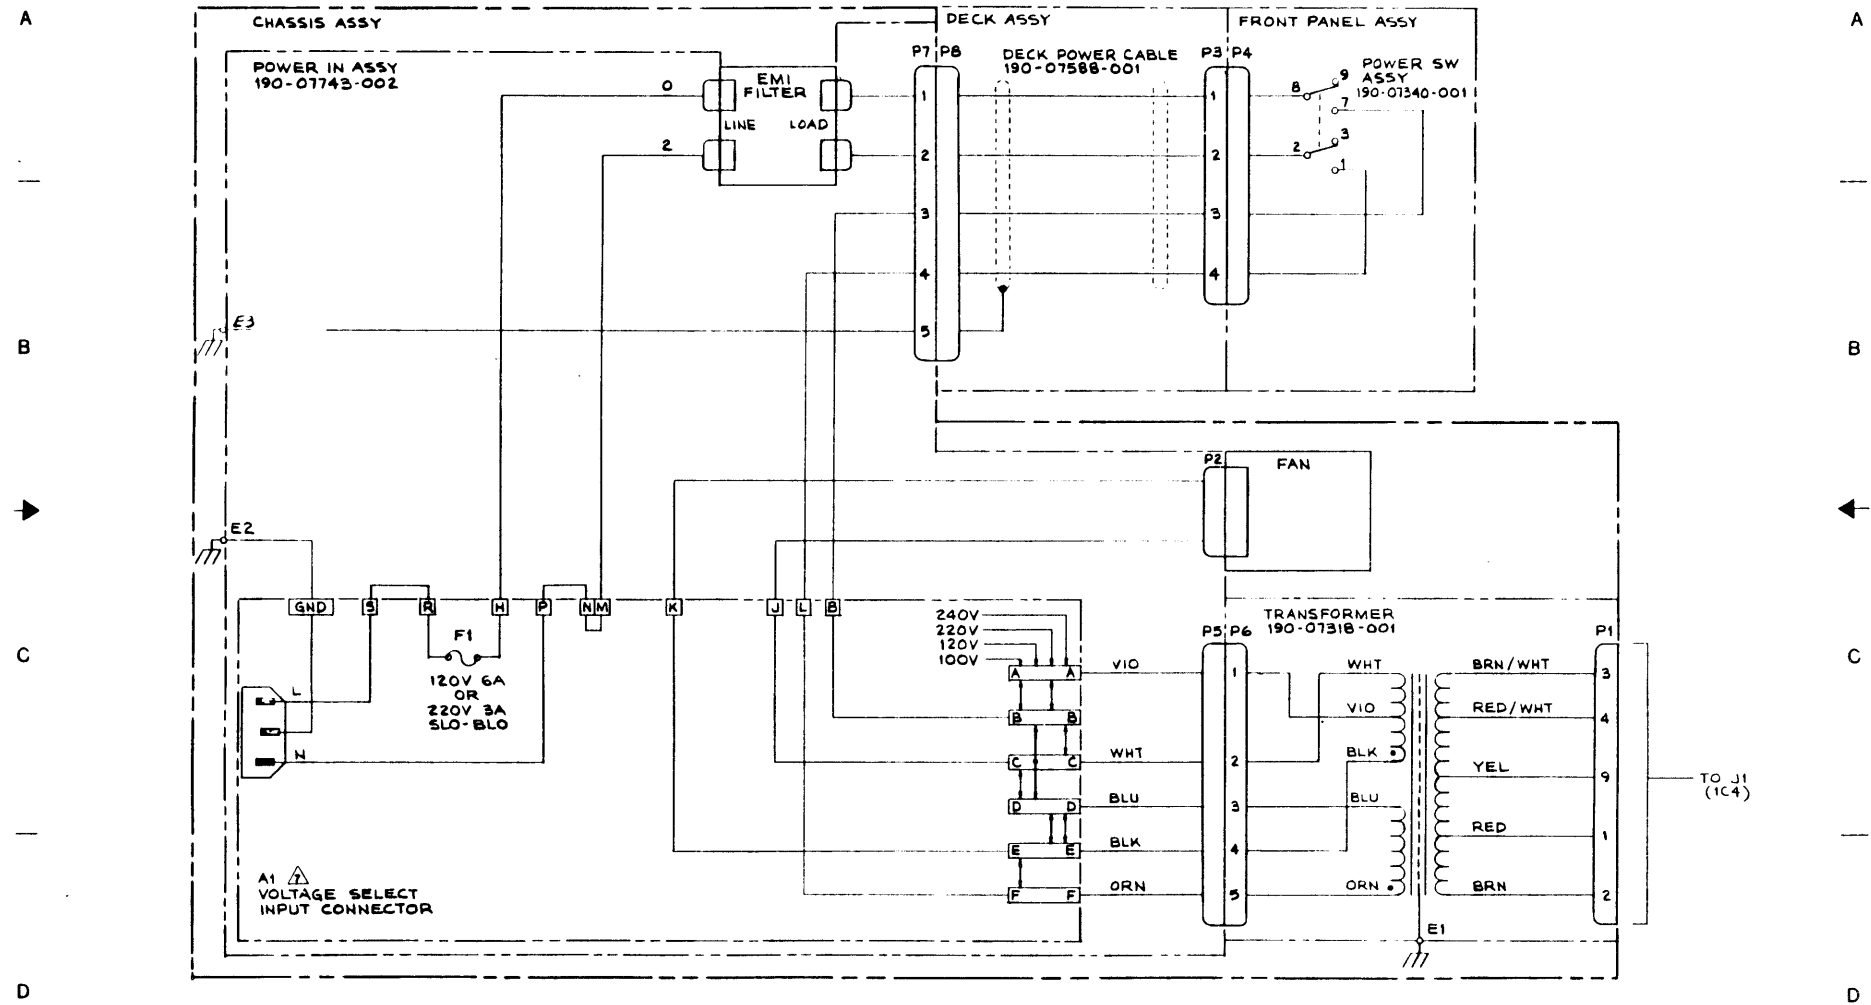 A
A
CHASSIS ASSY
DECK ASSY
FRONT PANEL ASSY
POWER IN ASSY
190-07743-002
EMI
FILTER
LINE LOAD
0
2
P7 P8
DECK POWER CABLE
190-07588-001
P3 P4
POWER SW
ASSY
190-07340-001
8
9
7
2
3
1
1
2
3
4
5
1
2
3
4
E3
B
B
E2
P2
FAN
GND
S
R
H
P
N
M
K
J
L
B
F1
120V 6A
OR
220V 3A
SLO-BLO
L
N
240V
220V
120V
100V
A A
B B
C C
D D
E E
F F
VIO
WHT
BLU
BLK
ORN
P5 P6
TRANSFORMER
190-07318-001
P1
1
2
3
4
5
WHT
VIO
BLK
BLU
ORN
BRN/WHT
RED/WHT
YEL
RED
BRN
3
4
9
1
2
TO J1
(1C4)
E1
C
C
A1
VOLTAGE SELECT
INPUT CONNECTOR
D
D